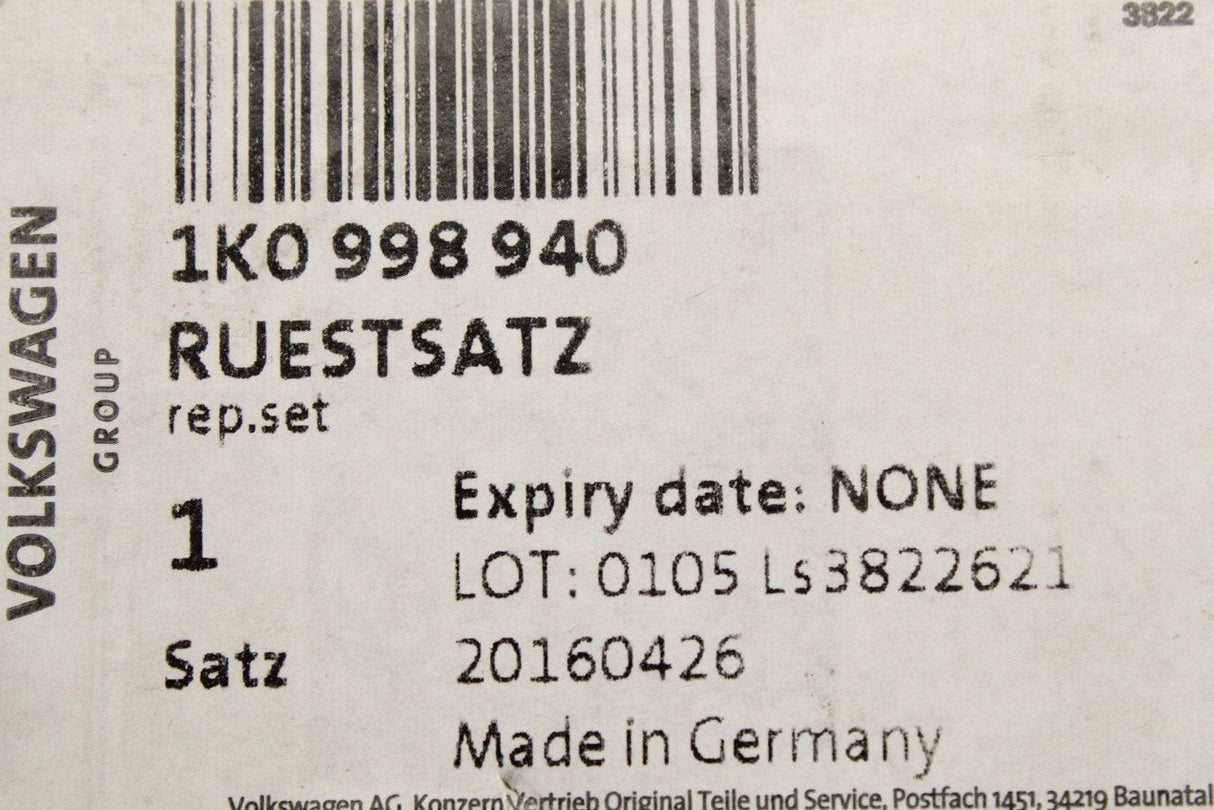 3822
VOLKSWAGEN
GROUP
1K0 998 940
RUESTSATZ
rep.set
1
Expiry date: NONE
LOT: 0105 Ls3822621
Satz
20160426
Made in Germany
Volkswagen AG, Konzern Vertrieb Original Teile und Service, Postfach 1451, 34219 Baunatal